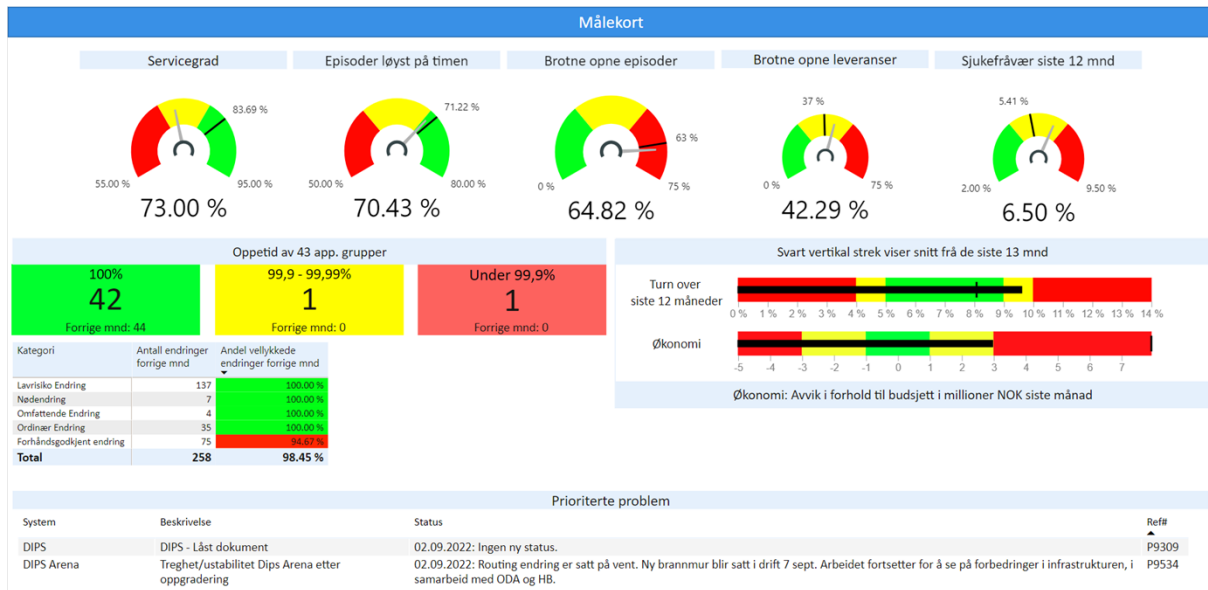 Målekort
Servicegrad
Episoder løyst på timen
Brotne opne episoder
Brotne opne leveranser
Sjukefråvær siste 12 mnd
83.69 %
55.00 %
95.00 %
73.00 %
71.22 %
50.00 %
80.00 %
70.43 %
63 %
0 %
75 %
64.82 %
37 %
0 %
75 %
42.29 %
5.41 %
2.00 %
9.50 %
6.50 %
Oppetid av 43 app. grupper
100%
42
Forrige mnd: 44
99,9 - 99,99%
1
Forrige mnd: 0
Under 99,9%
1
Forrige mnd: 0
Svart vertikal strek viser snitt frå de siste 13 mnd
Turn over
siste 12 måneder
0 % 1 % 2 % 3 % 4 % 5 % 6 % 7 % 8 % 9 % 10 % 11 % 12 % 13 % 14 %
Økonomi
-5 -4 -3 -2 -1 0 1 2 3 4 5 6 7
Økonomi: Avvik i forhold til budsjett i millioner NOK siste månad
Kategori Antall endringer Andel vellykkede
forrige mnd endringer forrige mnd
Lavrisiko Endring 137 100.00 %
Nødendring 7 100.00 %
Omfattende Endring 4 100.00 %
Ordinær Endring 35 100.00 %
Forhåndsgodkjent endring 75 94.67 %
Total 258 98.45 %
Prioriterte problem
System Beskrivelse Status Ref#
DIPS DIPS - Låst dokument 02.09.2022: Ingen ny status. P9309
DIPS Arena Treghet/ustabilitet Dips Arena etter 02.09.2022: Routing endring er satt på vent. Ny brannmur blir satt i drift 7 sept. Arbeidet fortsetter for å se på forbedringer i infrastrukturen, i P9534
oppgradering samarbeid med ODA og HB.